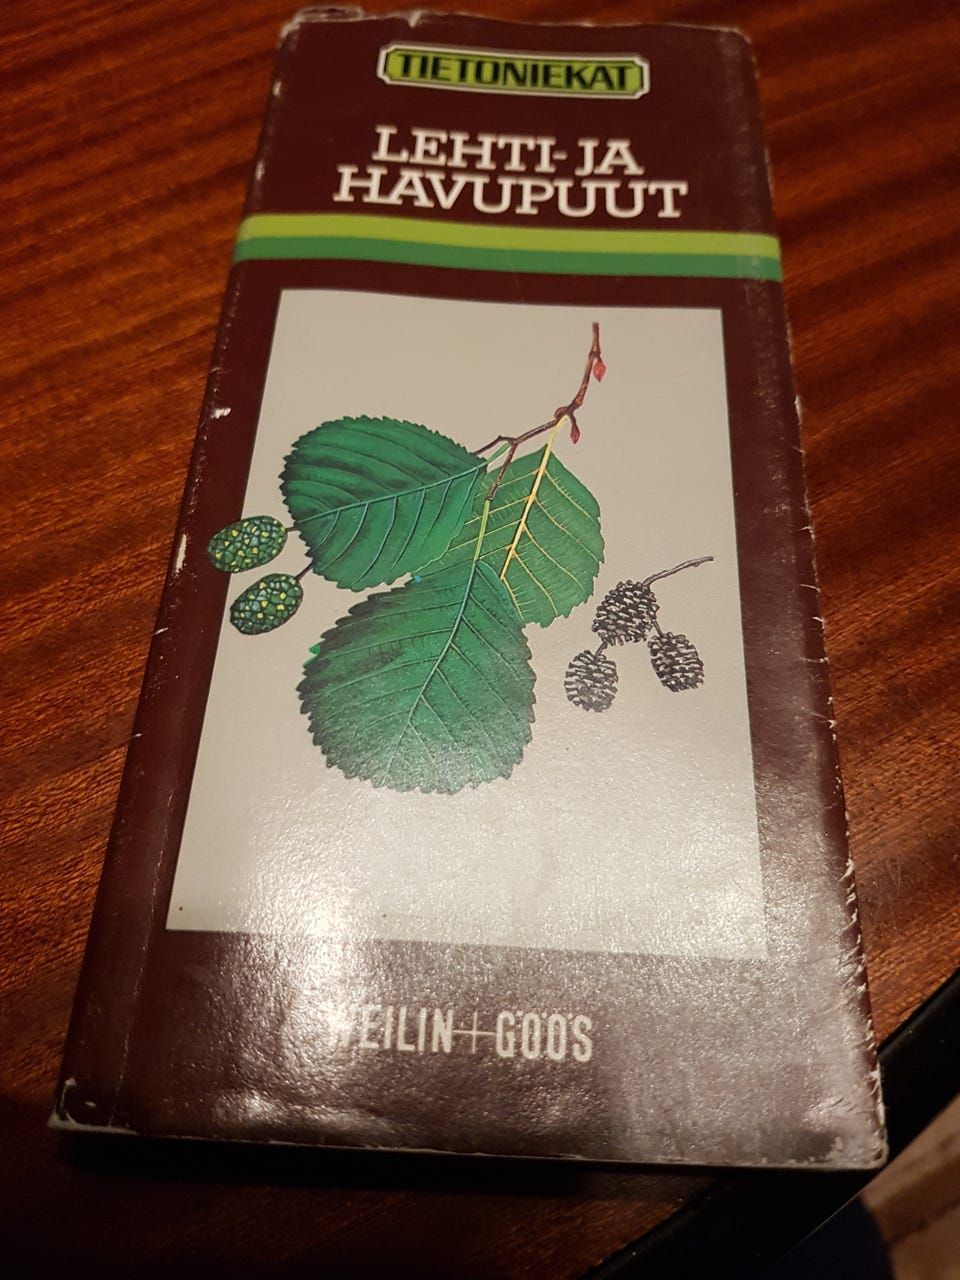 TIETONIEKAT
LEHTI-JA
HAVUPUUT
WEILIN+GÖÖS